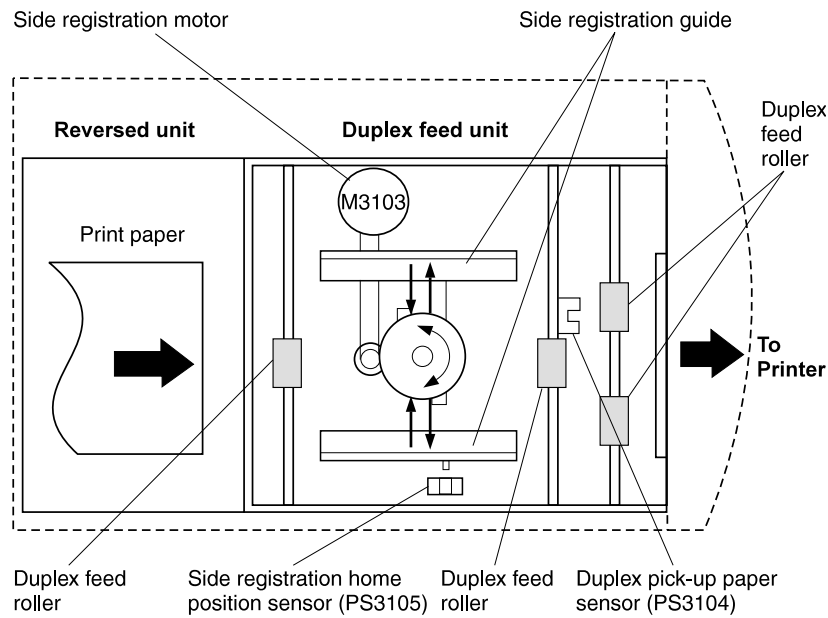 Side registration motor
Side registration guide
Reversed unit
Duplex feed unit
Duplex
feed
roller
M3103
Print paper
To
Printer
Duplex feed
roller
Side registration home
position sensor (PS3105)
Duplex feed
roller
Duplex pick-up paper
sensor (PS3104)